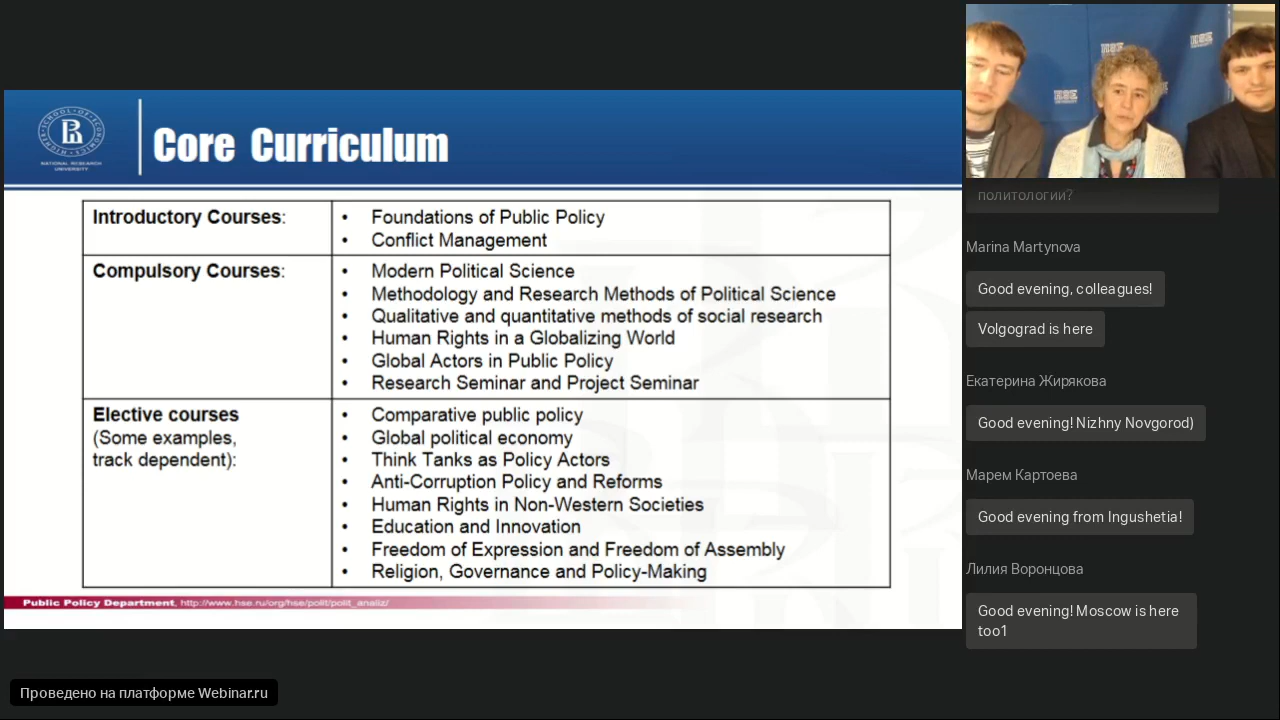 Core Curriculum
SCHOOL OF ECONOMICS
NATIONAL RESEARCH
UNIVERSITY
Introductory Courses:
• Foundations of Public Policy
• Conflict Management
Compulsory Courses:
• Modern Political Science
• Methodology and Research Methods of Political Science
• Qualitative and quantitative methods of social research
• Human Rights in a Globalizing World
• Global Actors in Public Policy
• Research Seminar and Project Seminar
Elective courses
(Some examples,
track dependent):
• Comparative public policy
• Global political economy
• Think Tanks as Policy Actors
• Anti-Corruption Policy and Reforms
• Human Rights in Non-Western Societies
• Education and Innovation
• Freedom of Expression and Freedom of Assembly
• Religion, Governance and Policy-Making
Public Policy Department, http://www.hse.ru/org/hse/polit/polit_analiz/
HSE
HSE
HSE
политологии?
Marina Martynova
Good evening, colleagues!
Volgograd is here
Екатерина Жирякова
Good evening! Nizhny Novgorod)
Марем Картоева
Good evening from Ingushetia!
Лилия Воронцова
Good evening! Moscow is here
too1
Проведено на платформе Webinar.ru